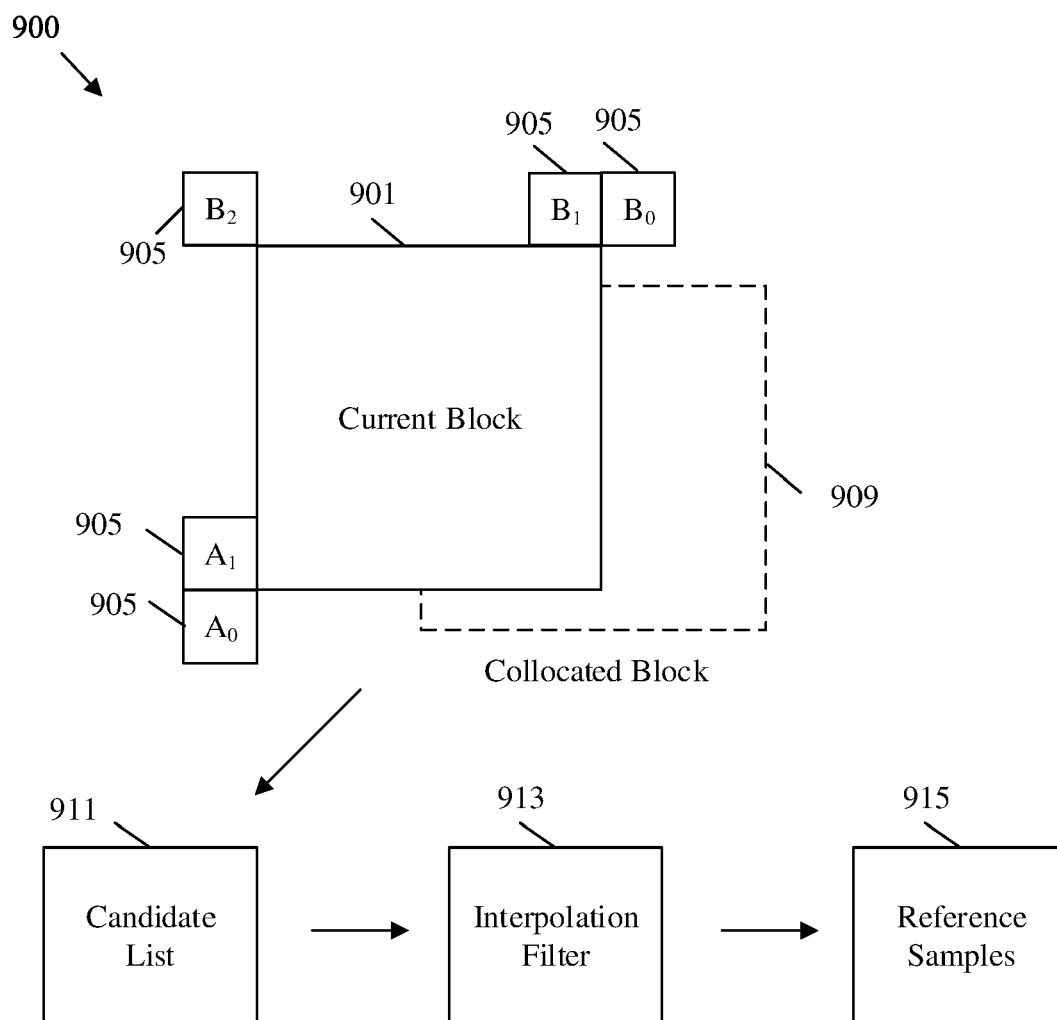 900
905
905
901
B₂
B₁
B₀
905
Current Block
909
905
A₁
905
A₀
Collocated Block
911
913
915
Candidate
List
Interpolation
Filter
Reference
Samples